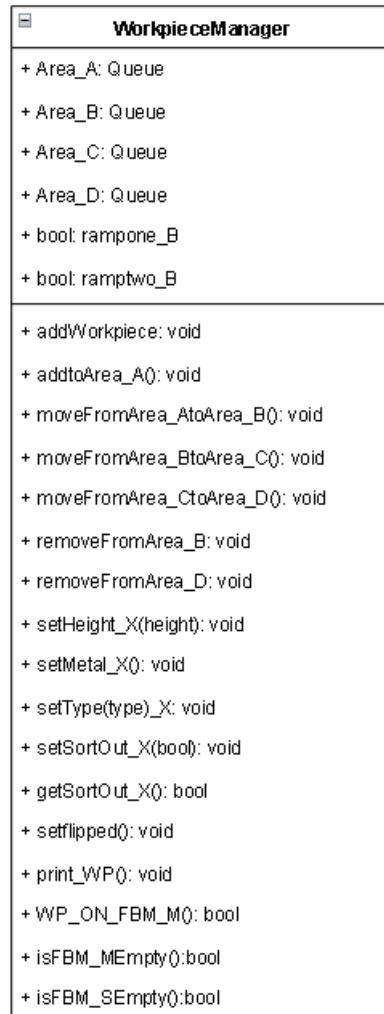 WorkpieceManager
+ Area_A: Queue
+ Area_B: Queue
+ Area_C: Queue
+ Area_D: Queue
+ bool: rampone_B
+ bool: ramptwo_B
+ addWorkpiece: void
+ addtoArea_A(): void
+ moveFromArea_AtoArea_B(): void
+ moveFromArea_BtoArea_C(): void
+ moveFromArea_CtoArea_D(): void
+ removeFromArea_B: void
+ removeFromArea_D: void
+ setHeight_X(height): void
+ setMetal_X(): void
+ setType(type)_X: void
+ setSortOut_X(bool): void
+ getSortOut_X(): bool
+ setflipped(): void
+ print_WP(): void
+ WP_ON_FBM_M(): bool
+ isFBM_MEmpty():bool
+ isFBM_SEmpty():bool